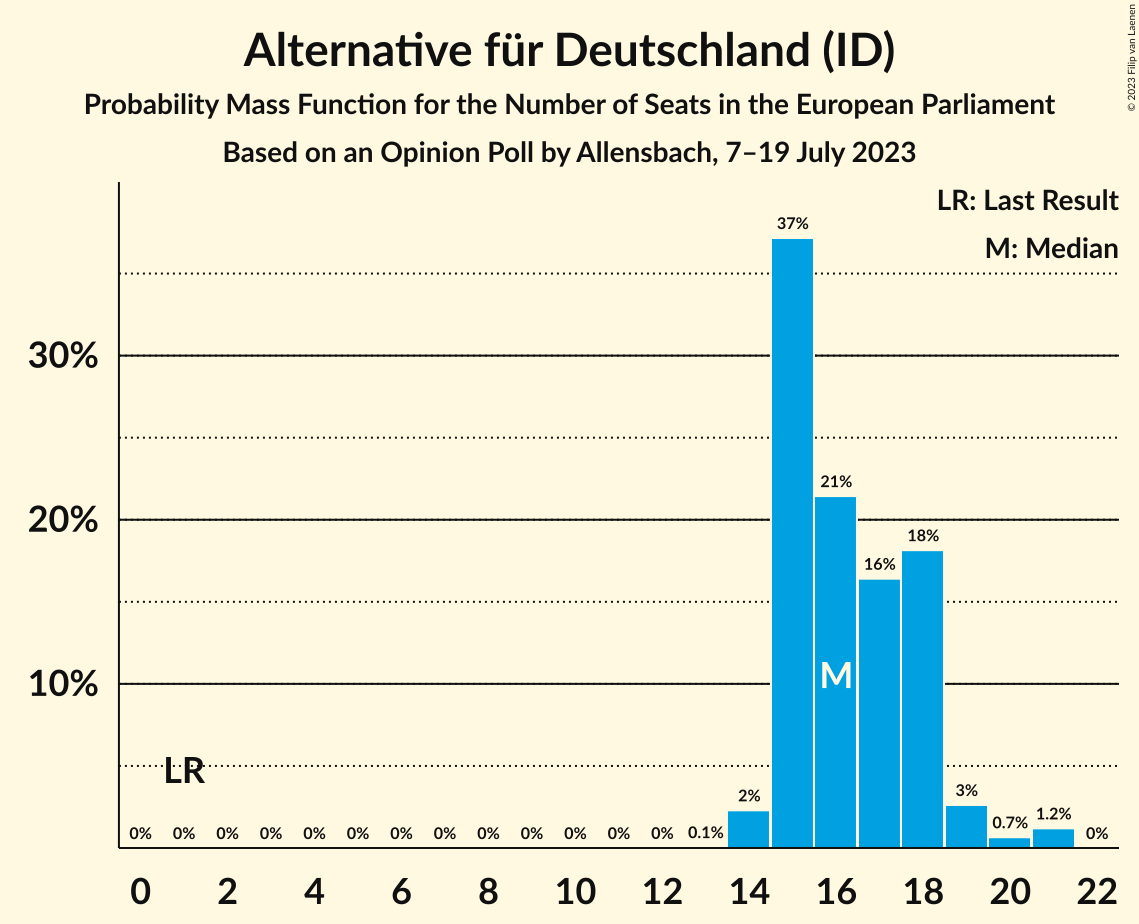 Alternative für Deutschland (ID)
Probability Mass Function for the Number of Seats in the European Parliament
Based on an Opinion Poll by Allensbach, 7–19 July 2023
© 2023 Filip van Laenen
LR: Last Result
M: Median
37%
30%
21%
20%
18%
16%
10%
M
LR
0% 0% 0% 0% 0% 0% 0% 0% 0% 0% 0% 0% 0% 0.1% 2% 3% 0.7% 1.2% 0%
0 2 4 6 8 10 12 14 16 18 20 22